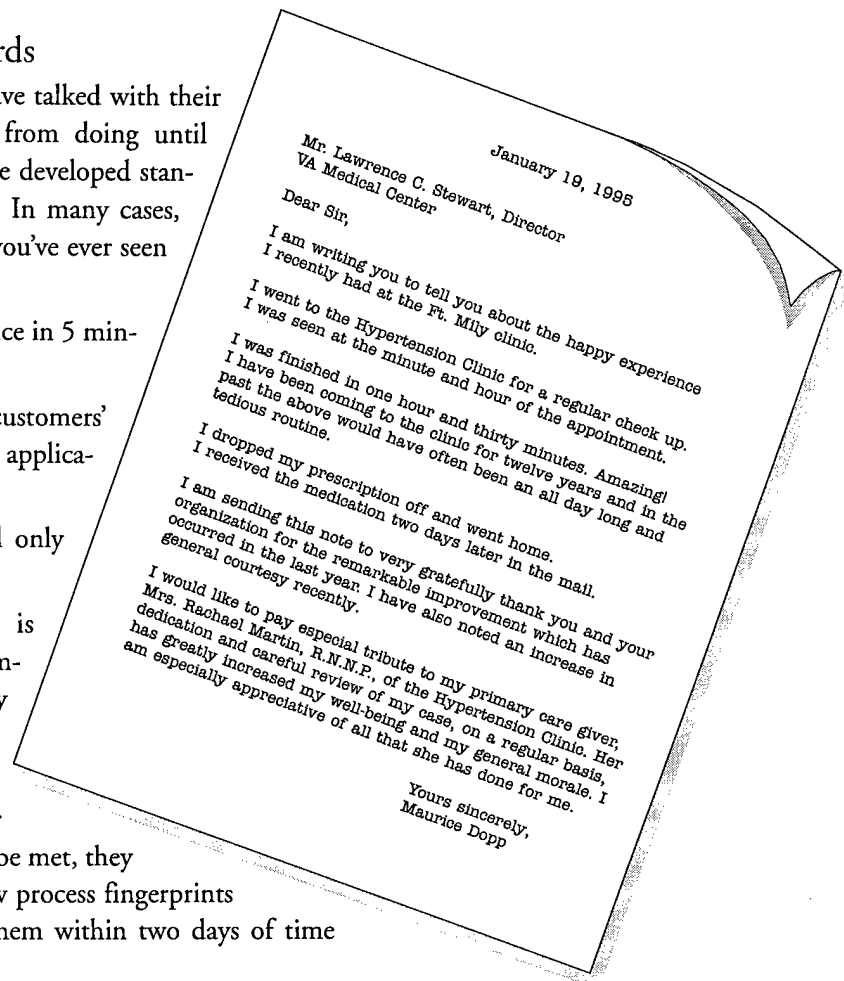 rds
ve talked with their
from doing until
e developed stan-
In many cases,
you've ever seen
ce in 5 min-
customers'
applica-
l only
is
m-
y
.
be met, they
v process fingerprints
hem within two days of time
January 19, 1995
Mr. Lawrence C. Stewart, Director
VA Medical Center
Dear Sir,
I am writing you to tell you about the happy experience
I recently had at the Ft. Mily clinic.
I went to the Hypertension Clinic for a regular check up.
I was seen at the minute and hour of the appointment.
I was finished in one hour and thirty minutes. Amazing!
I have been coming to the clinic for twelve years and in the
past the above would have often been an all day long and
tedious routine.
I dropped my prescription off and went home.
I received the medication two days later in the mail.
I am sending this note to very gratefully thank you and your
organization for the remarkable improvement which has
occurred in the last year. I have also noted an increase in
general courtesy recently.
I would like to pay especial tribute to my primary care giver,
Mrs. Rachael Martin, R.N.N.P., of the Hypertension Clinic. Her
dedication and careful review of my case, on a regular basis,
has greatly increased my well-being and my general morale. I
am especially appreciative of all that she has done for me.
Yours sincerely,
Maurice Dopp